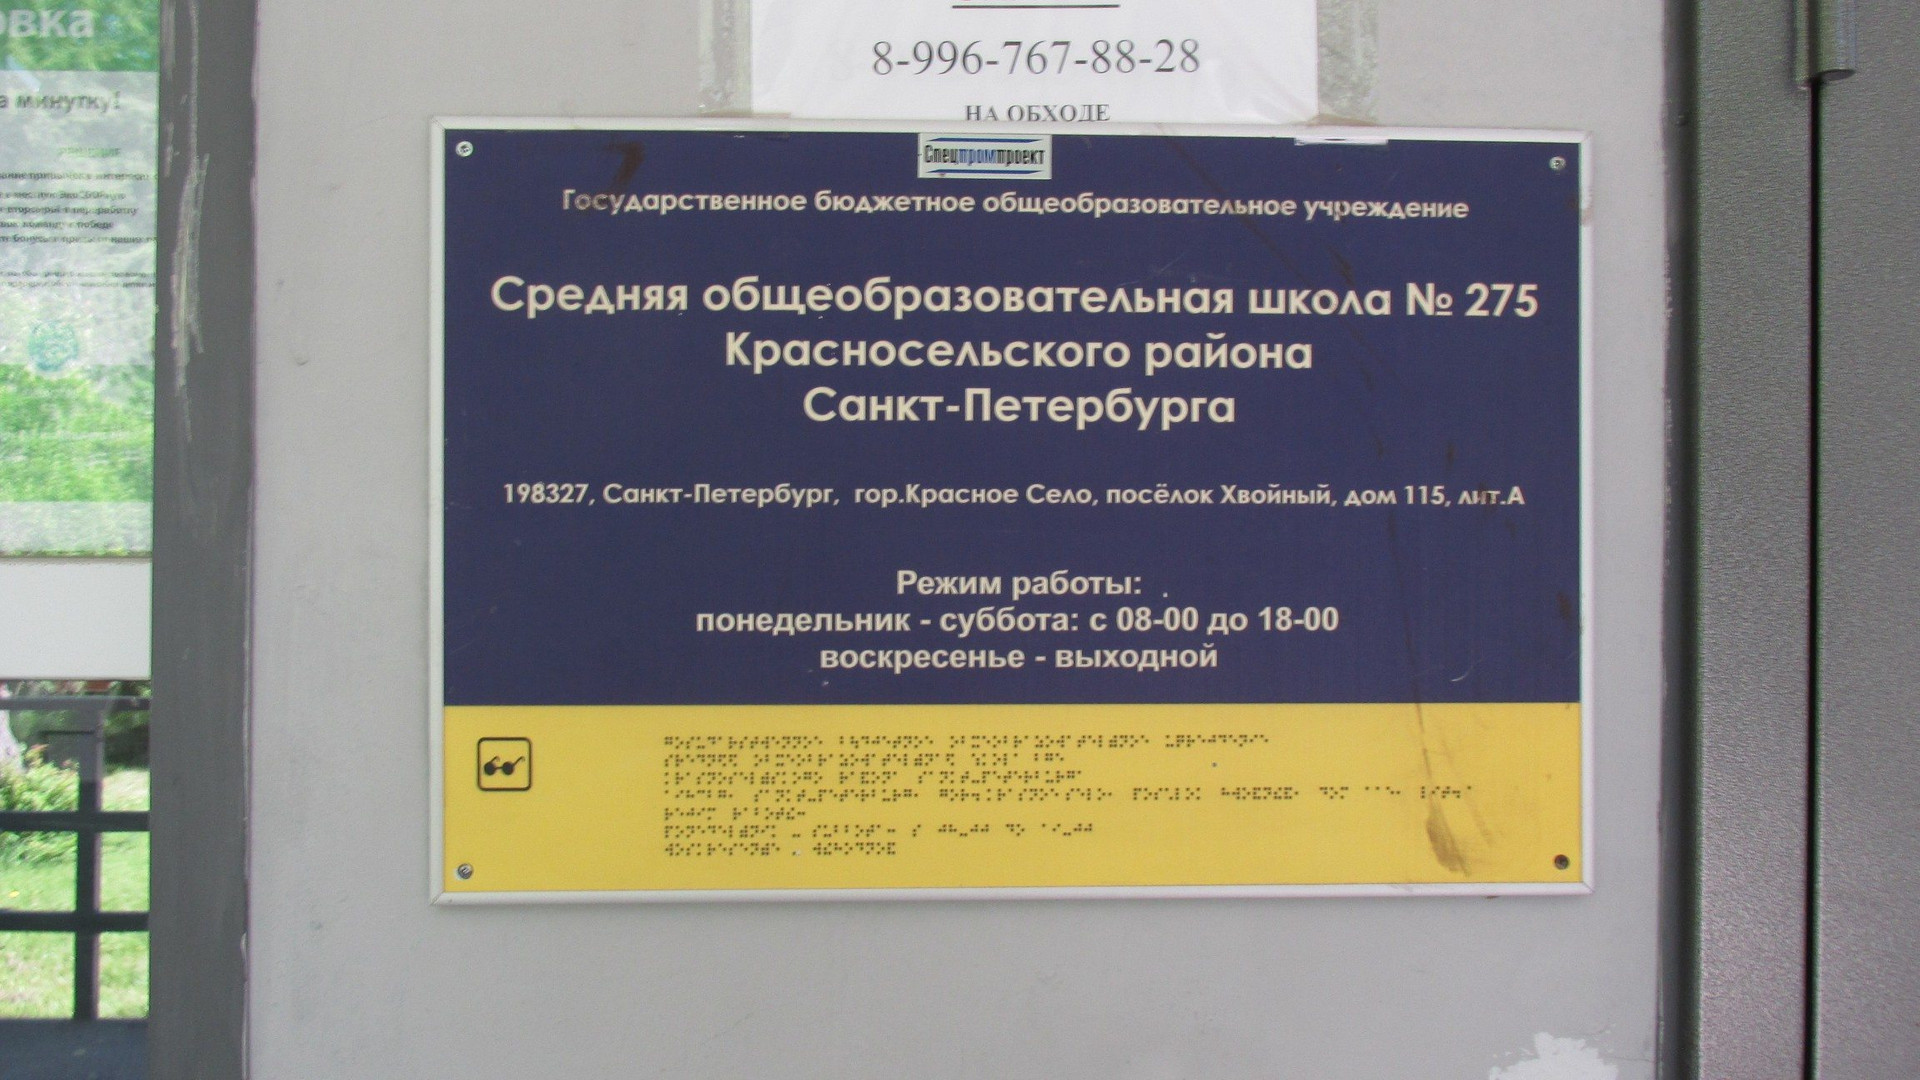 овка
а минутку!
8-996-767-88-28
НА ОБХОДЕ
Спецпромпроект
Государственное бюджетное общеобразовательное учреждение
Средняя общеобразовательная школа № 275
Красносельского района
Санкт-Петербурга
198327, Санкт-Петербург, гор.Красное Село, посёлок Хвойный, дом 115, лит.А
Режим работы:
понедельник - суббота: с 08-00 до 18-00
воскресенье - выходной